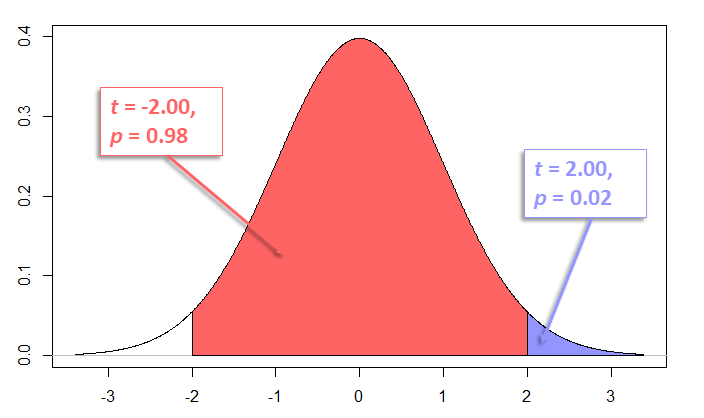 0.4
0.3
0.2
0.1
0.0
t = -2.00,
p = 0.98
t = 2.00,
p = 0.02
-3 -2 -1 0 1 2 3